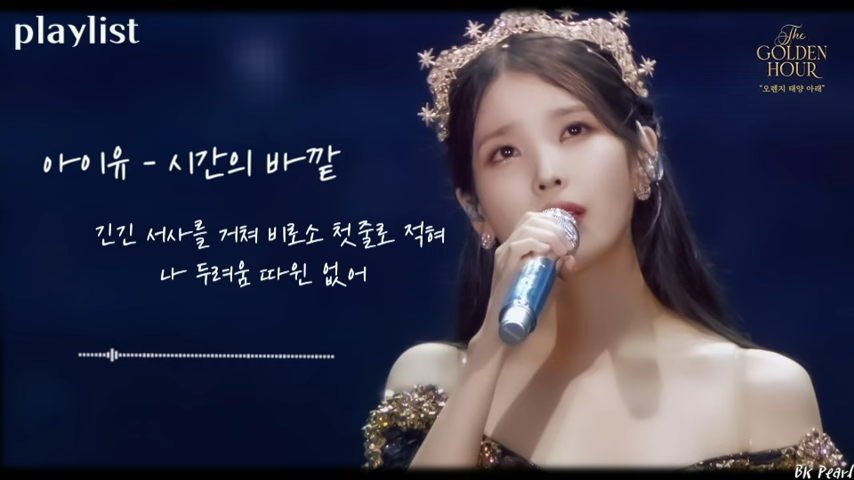 playlist
The
GOLDEN
HOUR
"오렌지 태양 아래"
아이유 - 시간의 바깥
긴긴 서사를 거쳐 비로소 첫 줄로 적혀
나 두려움 따윈 없어
BK Pearl